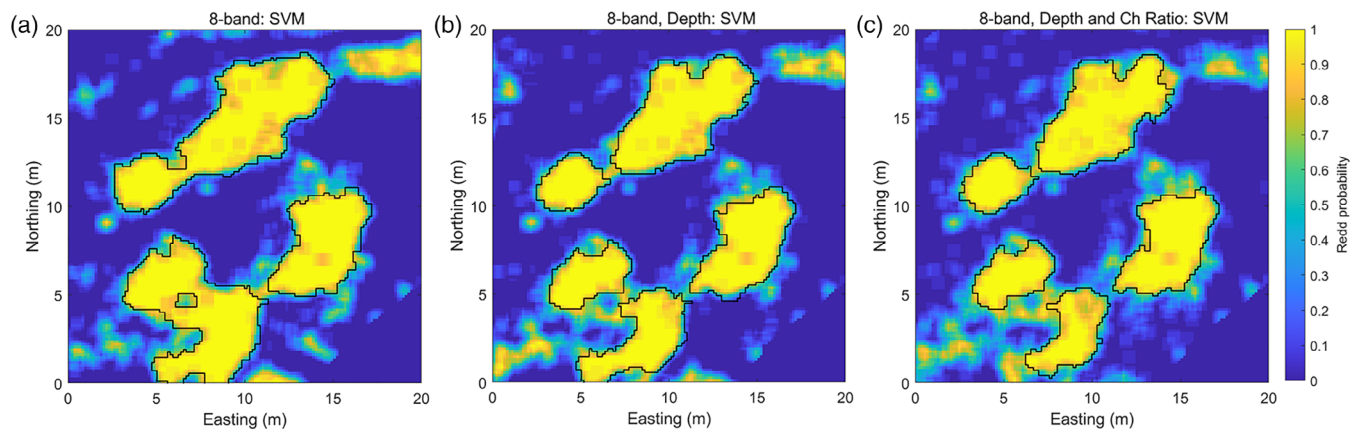 (a)
8-band: SVM
20
15
10
5
0
Northing (m)
0 5 10 15 20
Easting (m)
(b)
8-band, Depth: SVM
20
15
10
5
0
Northing (m)
0 5 10 15 20
Easting (m)
(c)
8-band, Depth and Ch Ratio: SVM
20
15
10
5
0
Northing (m)
0 5 10 15 20
Easting (m)
1
0.9
0.8
0.7
0.6
0.5
0.4
0.3
0.2
0.1
0
Redd probability